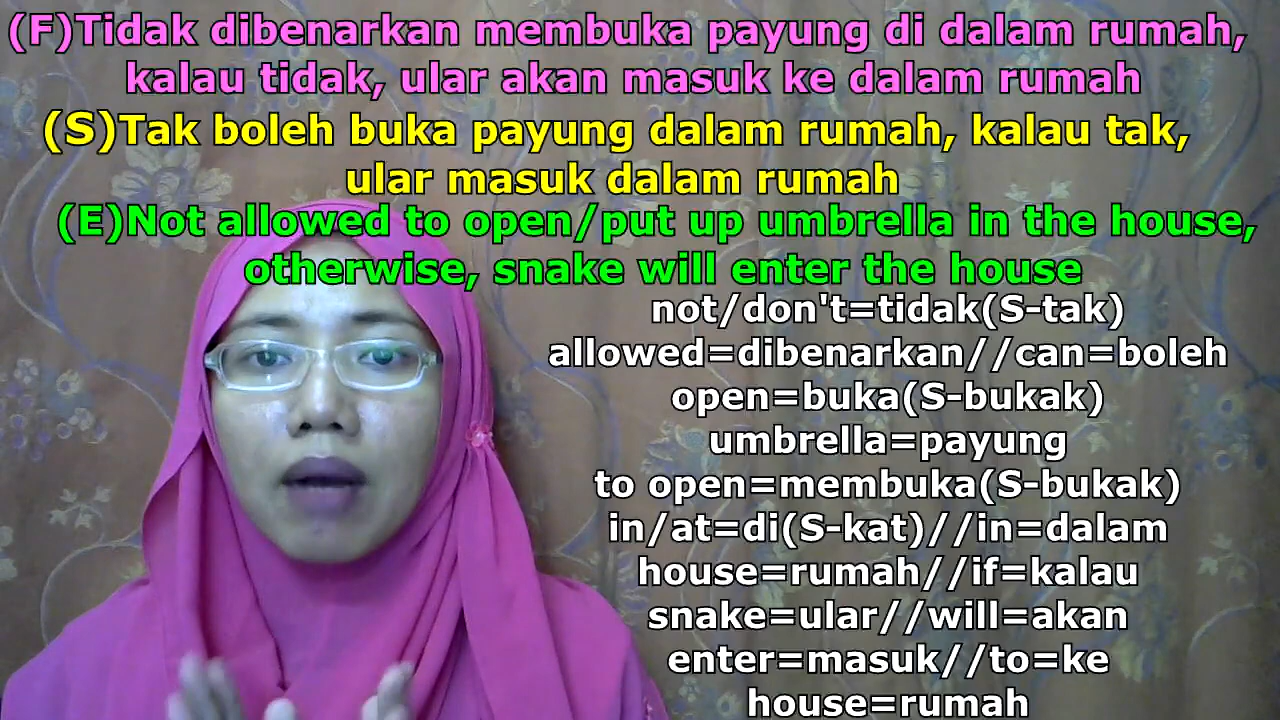 (F)Tidak dibenarkan membuka payung di dalam rumah,
kalau tidak, ular akan masuk ke dalam rumah
(S)Tak boleh buka payung dalam rumah, kalau tak,
ular masuk dalam rumah
(E)Not allowed to open/put up umbrella in the house,
otherwise, snake will enter the house
not/don't=tidak(S-tak)
allowed=dibenarkan//can=boleh
open=buka(S-bukak)
umbrella=payung
to open=membuka(S-bukak)
in/at=di(S-kat)//in=dalam
house=rumah//if=kalau
snake=ular//will=akan
enter=masuk//to=ke
house=rumah